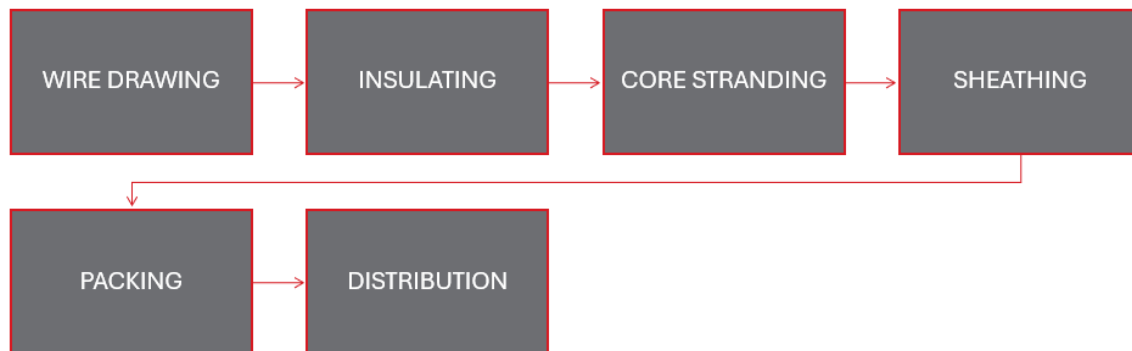 WIRE DRAWING
INSULATING
CORE STRANDING
SHEATHING
PACKING
DISTRIBUTION